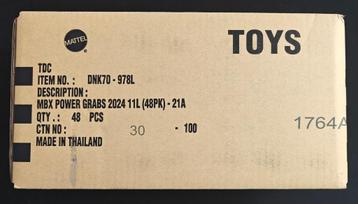 MATTEL
TOYS
TDC
ITEM NO. : DNK70 - 978L
DESCRIPTION :
MBX POWER GRABS 2024 11L (48PK) - 21A
QTY. : 48 PCS
CTN NO : 30 - 100
1764A
MADE IN THAILAND